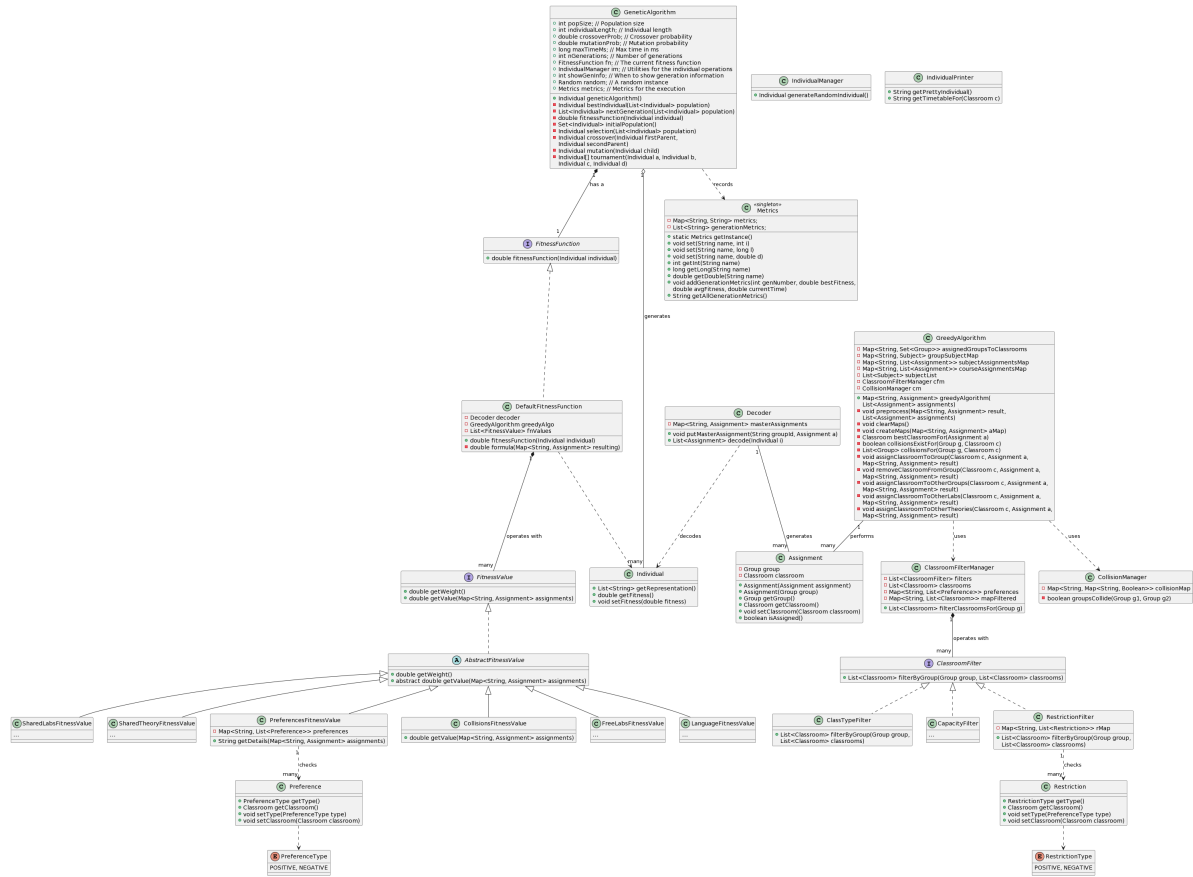 GeneticAlgorithm
int popSize; // Population size
int individualLength; // Individual length
double crossoverProb; // Crossover probability
double mutationProb; // Mutation probability
long maxTimeMs; // Max time in ms
int nGenerations; // Number of generations
FitnessFunction fn; // The current fitness function
IndividualManager im; // Utilities for the individual operations
int showGenInfo; // When to show generation information
Random random; // A random instance
Metrics metrics; // Metrics for the execution
Individual geneticAlgorithm()
Individual bestIndividual(List<Individual> population)
List<Individual> nextGeneration(List<Individual> population)
double fitnessFunction(Individual individual)
Set<Individual> initialPopulation()
Individual selection(List<Individual> population)
Individual crossover(Individual firstParent,
Individual secondParent)
Individual mutation(Individual child)
Individual[] tournament(Individual a, Individual b,
Individual c, Individual d)
IndividualManager
Individual generateRandomIndividual()
IndividualPrinter
String getPrettyIndividual()
String getTimetableFor(Classroom c)
1
has a
1
1
generates
many
records
«singleton»
Metrics
Map<String, String> metrics;
List<String> generationMetrics;
static Metrics getInstance()
void set(String name, int i)
void set(String name, long l)
void set(String name, double d)
int getInt(String name)
long getLong(String name)
double getDouble(String name)
void addGenerationMetrics(int genNumber, double bestFitness,
double avgFitness, double currentTime)
String getAllGenerationMetrics()
FitnessFunction
double fitnessFunction(Individual individual)
GreedyAlgorithm
Map<String, Set<Group>> assignedGroupsToClassrooms
Map<String, Subject> groupSubjectMap
Map<String, List<Assignment>> subjectAssignmentsMap
Map<String, List<Assignment>> courseAssignmentsMap
List<Subject> subjectList
ClassroomFilterManager cfm
CollisionManager cm
Map<String, Assignment> greedyAlgorithm(
List<Assignment> assignments)
void preprocess(Map<String, Assignment> result,
List<Assignment> assignments)
void clearMaps()
void createMaps(Map<String, Assignment> aMap)
Classroom bestClassroomFor(Assignment a)
boolean collisionsExistFor(Group g, Classroom c)
List<Group> collisionsFor(Group g, Classroom c)
void assignClassroomToGroup(Classroom c, Assignment a,
Map<String, Assignment> result)
void removeClassroomFromGroup(Classroom c, Assignment a,
Map<String, Assignment> result)
void assignClassroomToOtherGroups(Classroom c, Assignment a,
Map<String, Assignment> result)
void assignClassroomToOtherLabs(Classroom c, Assignment a,
Map<String, Assignment> result)
void assignClassroomToOtherTheories(Classroom c, Assignment a,
Map<String, Assignment> result)
DefaultFitnessFunction
Decoder decoder
GreedyAlgorithm greedyAlgo
List<FitnessValue> fnValues
double fitnessFunction(Individual individual)
double formula(Map<String, Assignment> resulting)
Decoder
Map<String, Assignment> masterAssignments
void putMasterAssignment(String groupId, Assignment a)
List<Assignment> decode(Individual i)
1
operates with
many
decodes
1
generates
many
1
performs
many
uses
uses
FitnessValue
double getWeight()
double getValue(Map<String, Assignment> assignments)
Individual
List<String> getRepresentation()
double getFitness()
void setFitness(double fitness)
Assignment
Group group
Classroom classroom
Assignment(Assignment assignment)
Assignment(Group group)
Group getGroup()
Classroom getClassroom()
void setClassroom(Classroom classroom)
boolean isAssigned()
ClassroomFilterManager
List<ClassroomFilter> filters
List<Classroom> classrooms
Map<String, List<Preference>> preferences
Map<String, List<Classroom>> mapFiltered
List<Classroom> filterClassroomsFor(Group g)
CollisionManager
Map<String, Map<String, Boolean>> collisionMap
boolean groupsCollide(Group g1, Group g2)
1
operates with
many
AbstractFitnessValue
double getWeight()
abstract double getValue(Map<String, Assignment> assignments)
ClassroomFilter
List<Classroom> filterByGroup(Group group, List<Classroom> classrooms)
SharedLabsFitnessValue
...
SharedTheoryFitnessValue
...
PreferencesFitnessValue
Map<String, List<Preference>> preferences
String getDetails(Map<String, Assignment> assignments)
CollisionsFitnessValue
double getValue(Map<String, Assignment> assignments)
FreeLabsFitnessValue
...
LanguageFitnessValue
...
ClassTypeFilter
List<Classroom> filterByGroup(Group group,
List<Classroom> classrooms)
CapacityFilter
...
RestrictionFilter
Map<String, List<Restriction>> rMap
List<Classroom> filterByGroup(Group group,
List<Classroom> classrooms)
1
checks
many
1
checks
many
Preference
PreferenceType getType()
Classroom getClassroom()
void setType(PreferenceType type)
void setClassroom(Classroom classroom)
Restriction
RestrictionType getType()
Classroom getClassroom()
void setType(PreferenceType type)
void setClassroom(Classroom classroom)
PreferenceType
POSITIVE, NEGATIVE
RestrictionType
POSITIVE, NEGATIVE